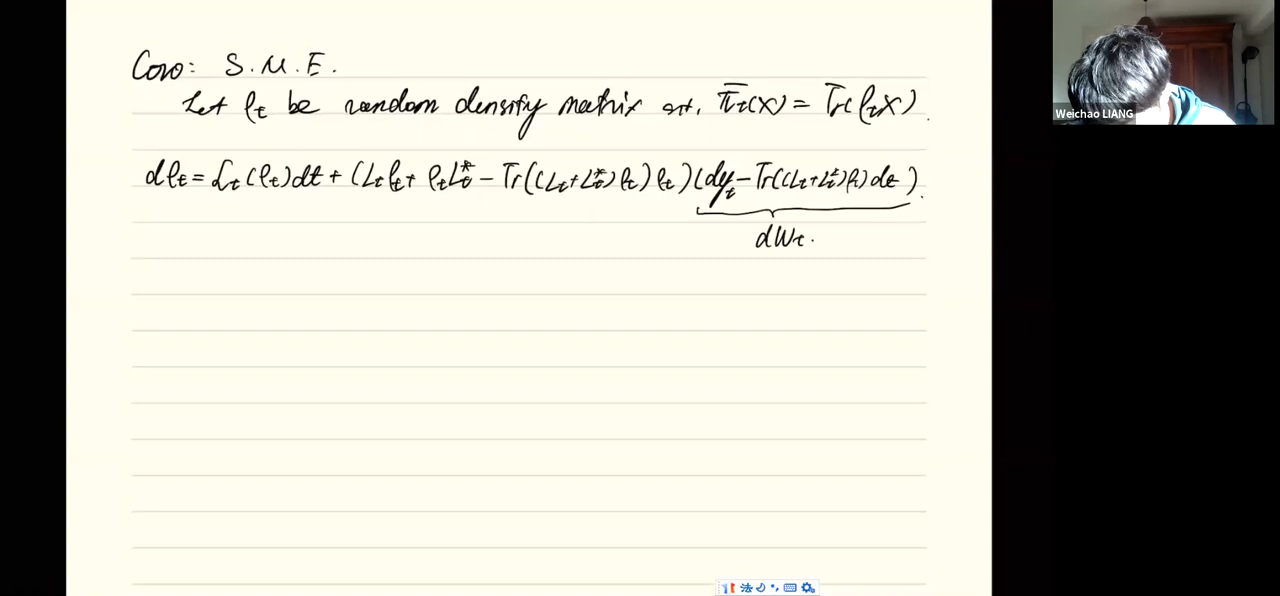 Coro: S.M.E.
Let ρt be random density matrix s.t. π̄t(X) = Tr(ρtX).
dρt = ℒt(ρt)dt + (Ltρt + ρtLt* − Tr((Lt+Lt*)ρt)ρt)(dyt − Tr((Lt+Lt*)ρt)dt).
dWt.
Weichao LIANG
法